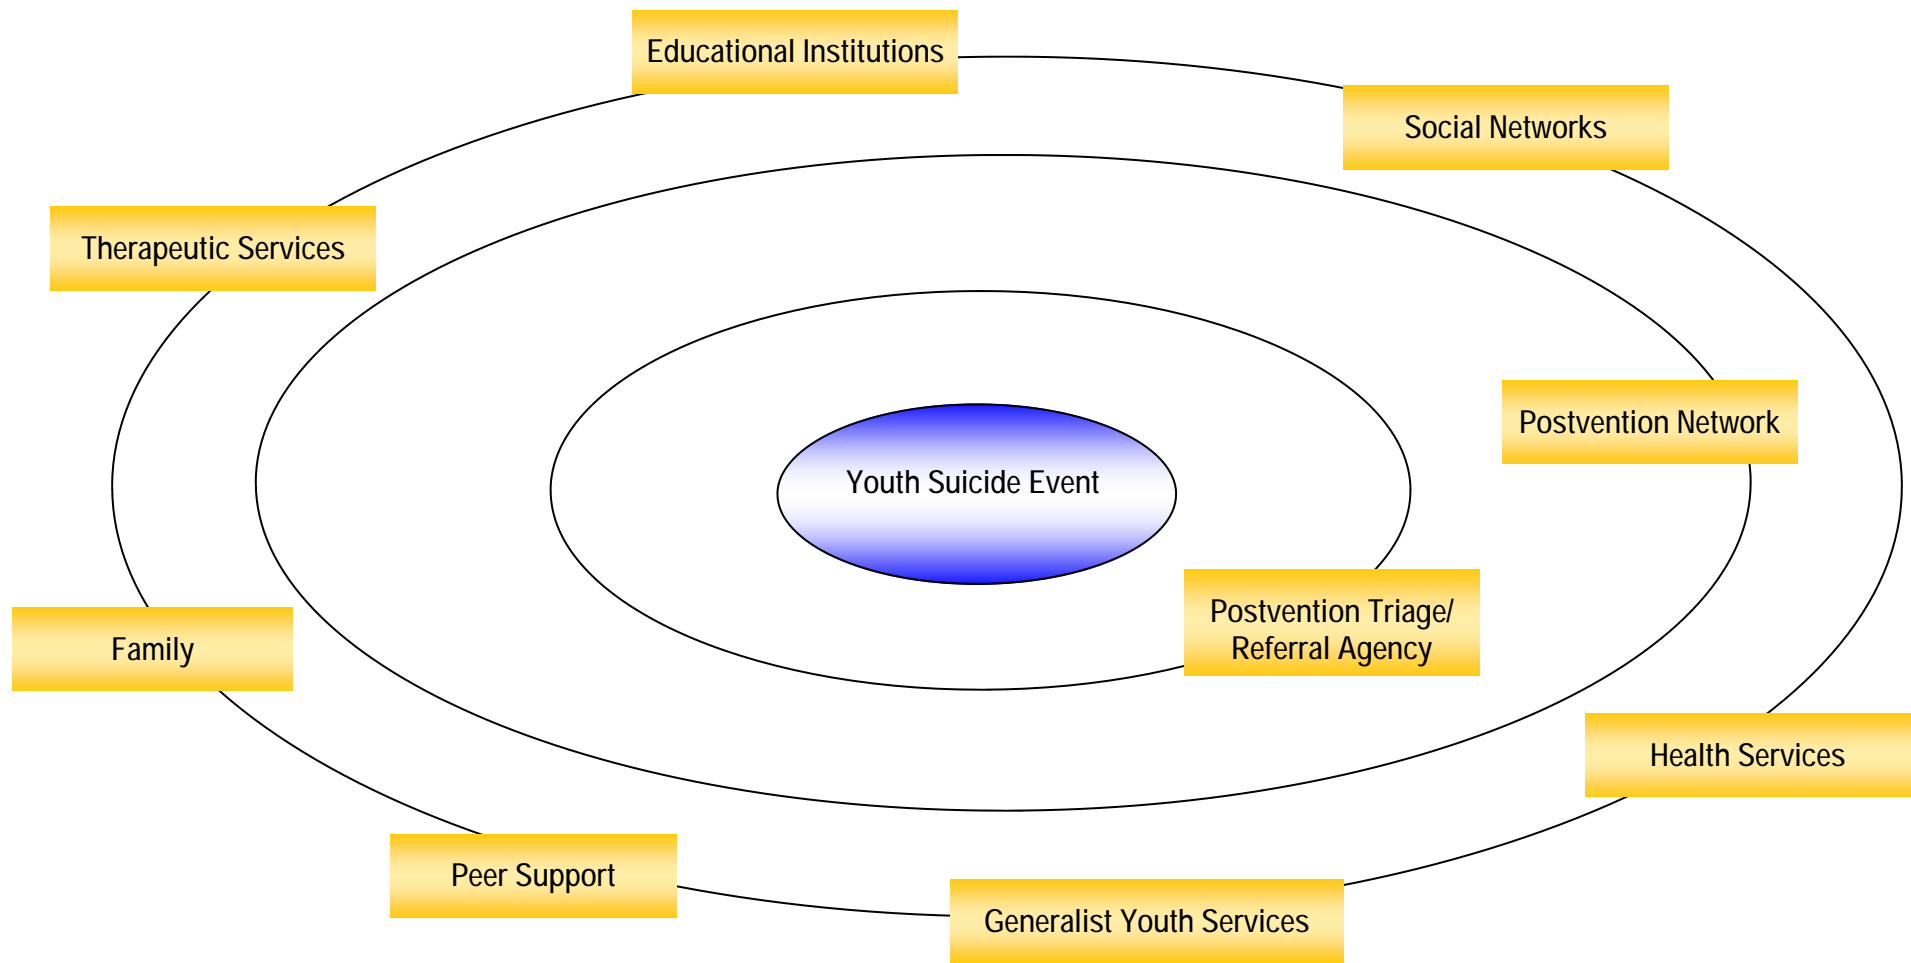 Educational Institutions
Social Networks
Therapeutic Services
Postvention Network
Youth Suicide Event
Postvention Triage/
Referral Agency
Family
Health Services
Peer Support
Generalist Youth Services